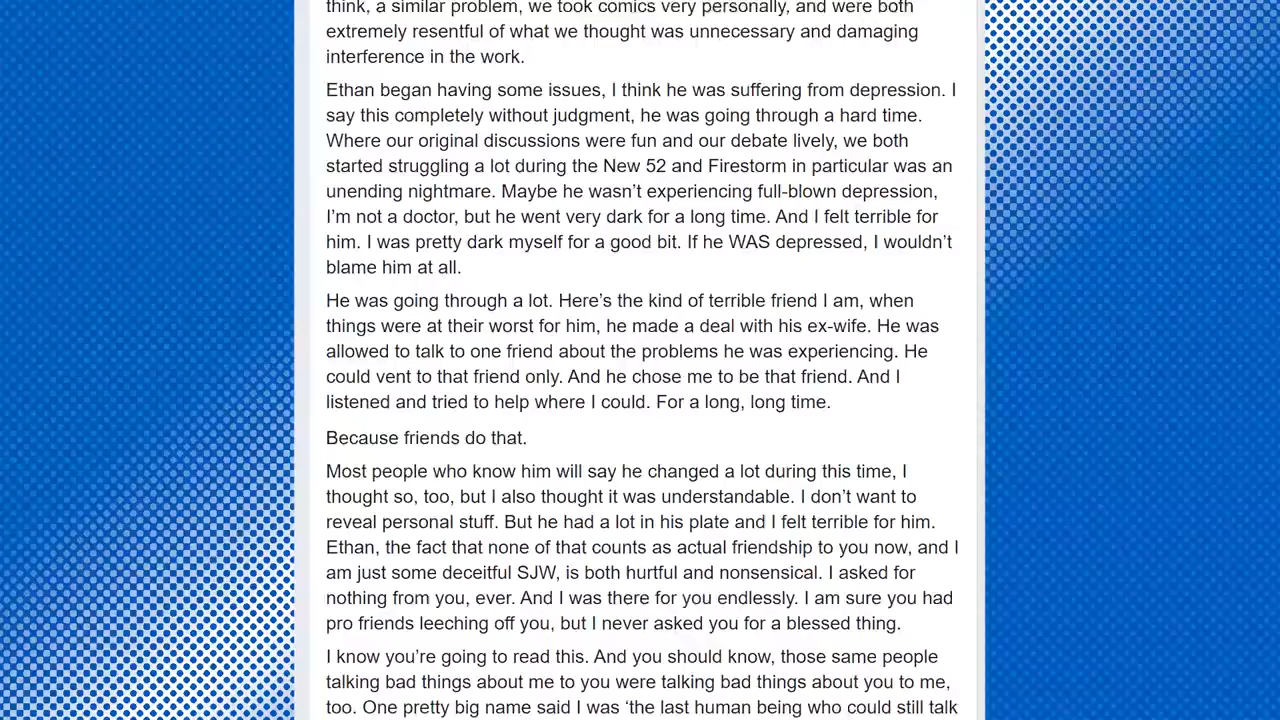 think, a similar problem, we took comics very personally, and were both
extremely resentful of what we thought was unnecessary and damaging
interference in the work.
Ethan began having some issues, I think he was suffering from depression. I
say this completely without judgment, he was going through a hard time.
Where our original discussions were fun and our debate lively, we both
started struggling a lot during the New 52 and Firestorm in particular was an
unending nightmare. Maybe he wasn’t experiencing full-blown depression,
I’m not a doctor, but he went very dark for a long time. And I felt terrible for
him. I was pretty dark myself for a good bit. If he WAS depressed, I wouldn’t
blame him at all.
He was going through a lot. Here’s the kind of terrible friend I am, when
things were at their worst for him, he made a deal with his ex-wife. He was
allowed to talk to one friend about the problems he was experiencing. He
could vent to that friend only. And he chose me to be that friend. And I
listened and tried to help where I could. For a long, long time.
Because friends do that.
Most people who know him will say he changed a lot during this time, I
thought so, too, but I also thought it was understandable. I don’t want to
reveal personal stuff. But he had a lot in his plate and I felt terrible for him.
Ethan, the fact that none of that counts as actual friendship to you now, and I
am just some deceitful SJW, is both hurtful and nonsensical. I asked for
nothing from you, ever. And I was there for you endlessly. I am sure you had
pro friends leeching off you, but I never asked you for a blessed thing.
I know you’re going to read this. And you should know, those same people
talking bad things about me to you were talking bad things about you to me,
too. One pretty big name said I was ‘the last human being who could still talk